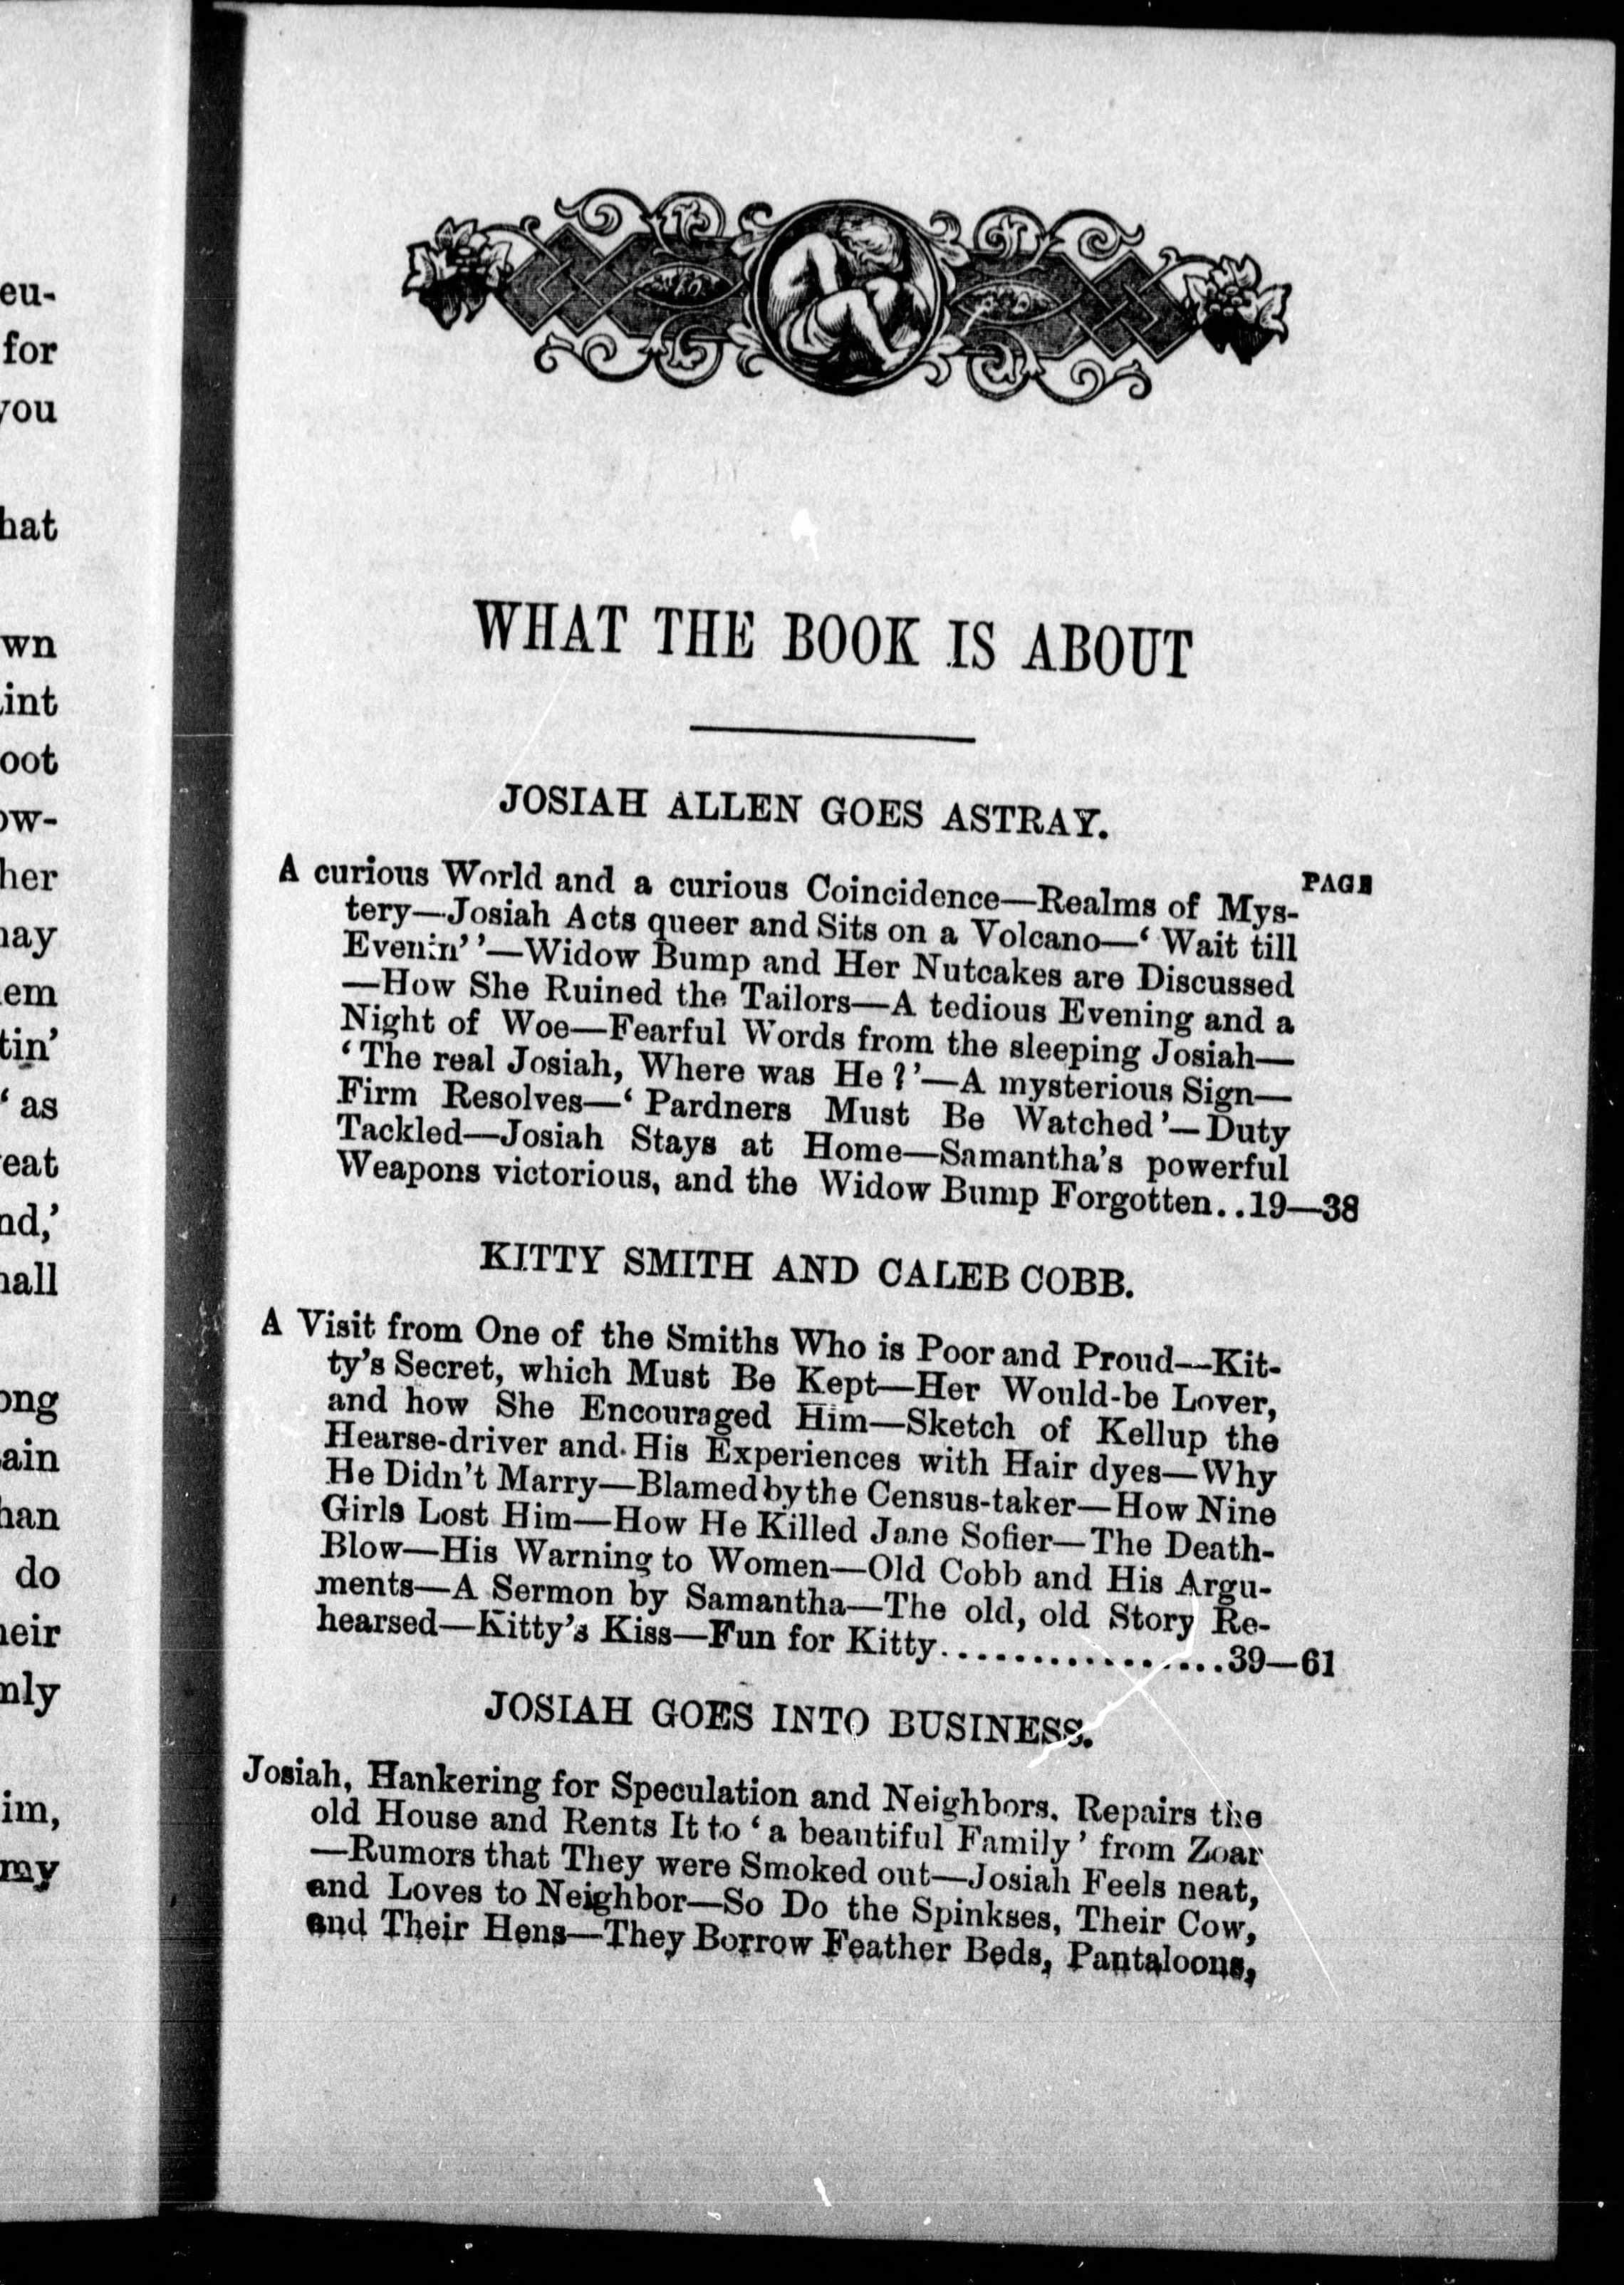 eu-
for
you
hat
wn
int
oot
ow-
her
nay
em
tin'
' as
eat
nd,'
hall
ong
ain
han
do
heir
nly
im,
my
WHAT THE BOOK IS ABOUT
JOSIAH ALLEN GOES ASTRAY.
PAGE
A curious World and a curious Coincidence—Realms of Mys-
tery—Josiah Acts queer and Sits on a Volcano—‘ Wait till
Evenin’ ’—Widow Bump and Her Nutcakes are Discussed
—How She Ruined the Tailors—A tedious Evening and a
Night of Woe—Fearful Words from the sleeping Josiah—
‘ The real Josiah, Where was He ? ’—A mysterious Sign—
Firm Resolves—‘ Pardners Must Be Watched ’—Duty
Tackled—Josiah Stays at Home—Samantha’s powerful
Weapons victorious, and the Widow Bump Forgotten..19—38
KITTY SMITH AND CALEB COBB.
A Visit from One of the Smiths Who is Poor and Proud—Kit-
ty’s Secret, which Must Be Kept—Her Would-be Lover,
and how She Encouraged Him—Sketch of Kellup the
Hearse-driver and His Experiences with Hair dyes—Why
He Didn’t Marry—Blamed by the Census-taker—How Nine
Girls Lost Him—How He Killed Jane Sofier—The Death-
Blow—His Warning to Women—Old Cobb and His Argu-
ments—A Sermon by Samantha—The old, old Story Re-
hearsed—Kitty’s Kiss—Fun for Kitty.................39—61
JOSIAH GOES INTO BUSINESS.
Josiah, Hankering for Speculation and Neighbors, Repairs the
old House and Rents It to ‘ a beautiful Family ’ from Zoar
—Rumors that They were Smoked out—Josiah Feels neat,
and Loves to Neighbor—So Do the Spinkses, Their Cow,
and Their Hens—They Borrow Feather Beds, Pantaloons,